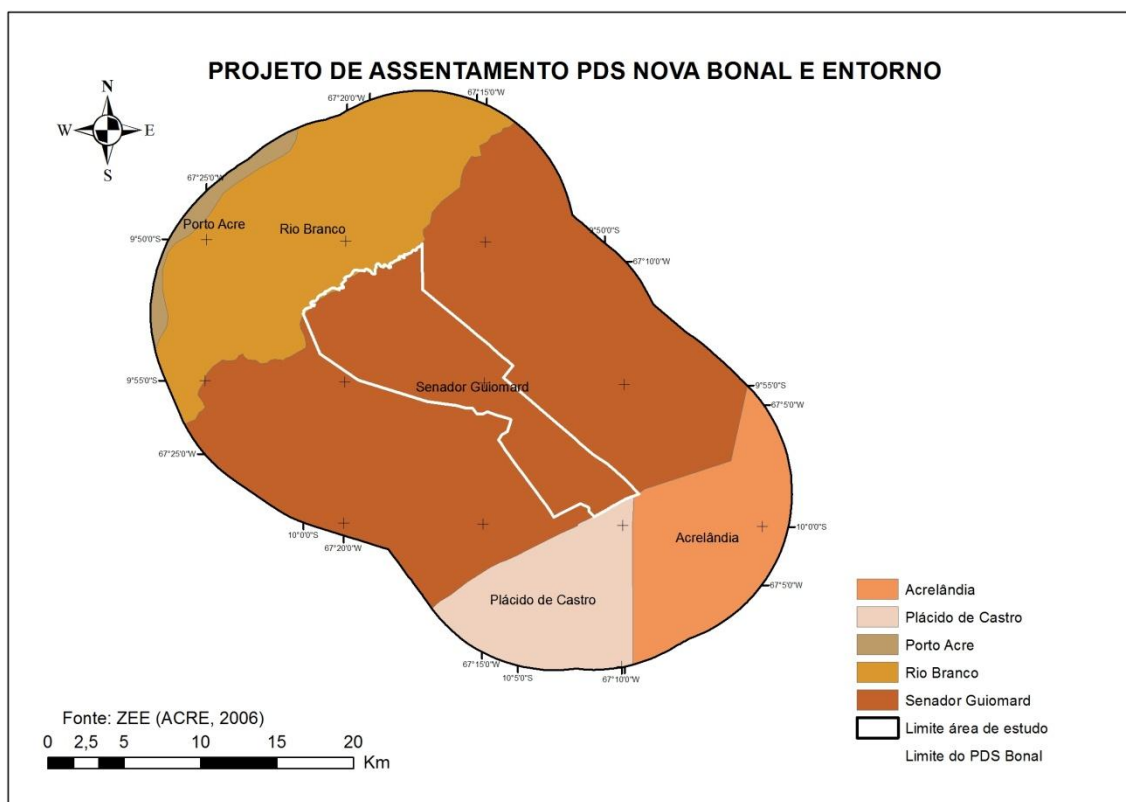 PROJETO DE ASSENTAMENTO PDS NOVA BONAL E ENTORNO
N
W E
S
67°20'0"W
67°15'0"W
67°25'0"W
Porto Acre
Rio Branco
9°50'0"S
9°50'0"S
67°10'0"W
9°55'0"S
Senador Guiomard
9°55'0"S
67°5'0"W
67°25'0"W
10°0'0"S
67°20'0"W
10°0'0"S
Acrelândia
67°5'0"W
Plácido de Castro
67°15'0"W
10°5'0"S
67°10'0"W
Acrelândia
Plácido de Castro
Porto Acre
Rio Branco
Senador Guiomard
Limite área de estudo
Limite do PDS Bonal
Fonte: ZEE (ACRE, 2006)
0 2,5 5 10 15 20
Km